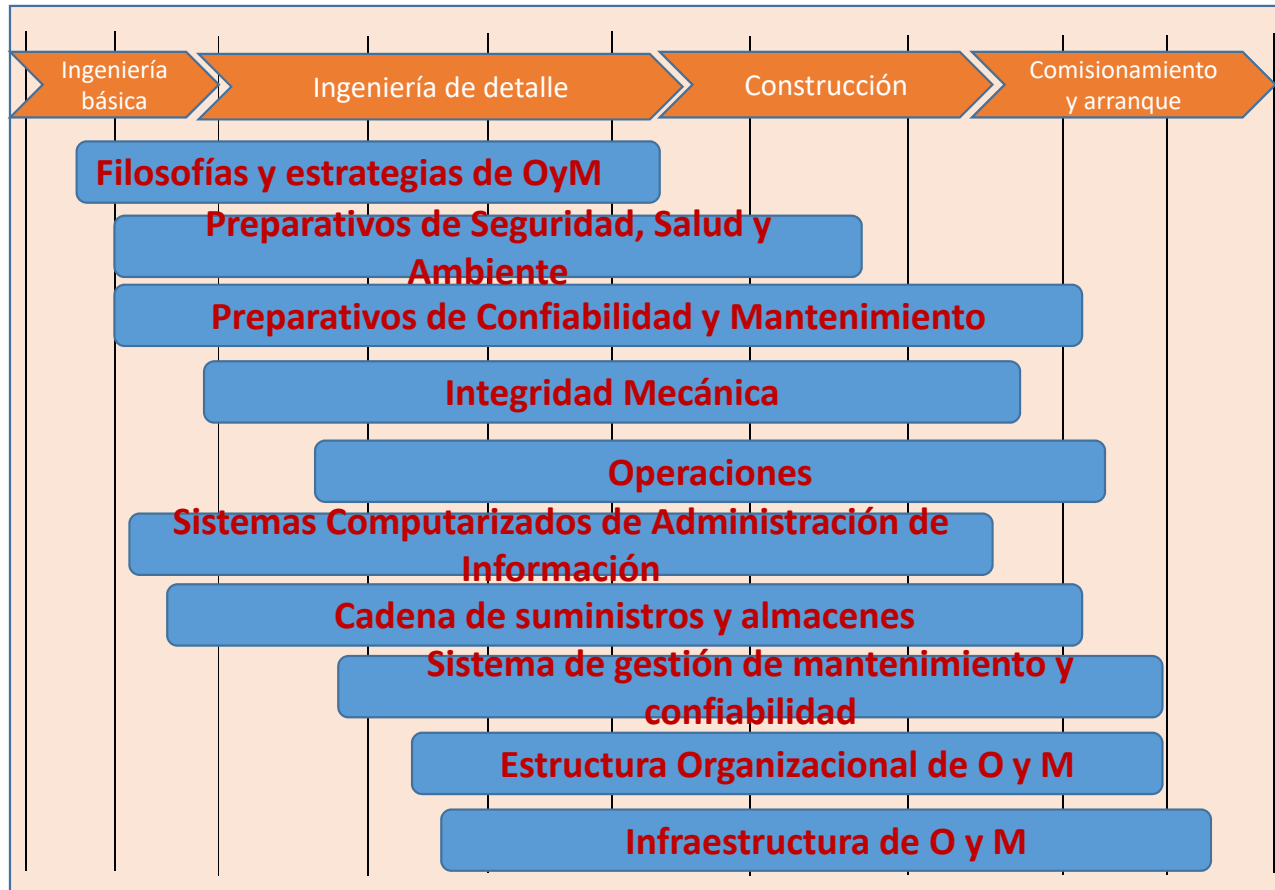 Ingeniería
básica
Ingeniería de detalle
Construcción
Comisionamiento
y arranque
Filosofías y estrategias de OyM
Preparativos de Seguridad, Salud y
Ambiente
Preparativos de Confiabilidad y Mantenimiento
Integridad Mecánica
Operaciones
Sistemas Computarizados de Administración de
Información
Cadena de suministros y almacenes
Sistema de gestión de mantenimiento y
confiabilidad
Estructura Organizacional de O y M
Infraestructura de O y M